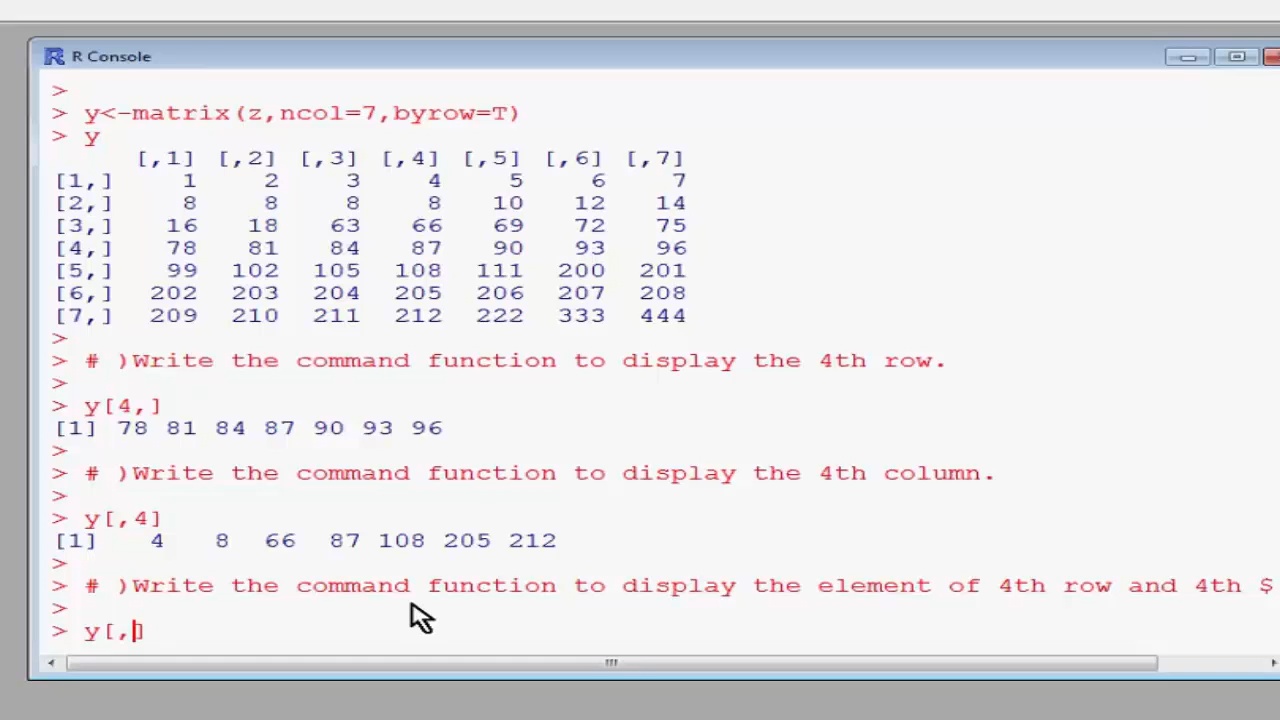 R Console
>
> y<-matrix(z,ncol=7,byrow=T)
> y
[,1] [,2] [,3] [,4] [,5] [,6] [,7]
[1,] 1 2 3 4 5 6 7
[2,] 8 8 8 8 10 12 14
[3,] 16 18 63 66 69 72 75
[4,] 78 81 84 87 90 93 96
[5,] 99 102 105 108 111 200 201
[6,] 202 203 204 205 206 207 208
[7,] 209 210 211 212 222 333 444
>
> # )Write the command function to display the 4th row.
>
> y[4,]
[1] 78 81 84 87 90 93 96
>
> # )Write the command function to display the 4th column.
>
> y[,4]
[1] 4 8 66 87 108 205 212
>
> # )Write the command function to display the element of 4th row and 4th $
>
> y[,]